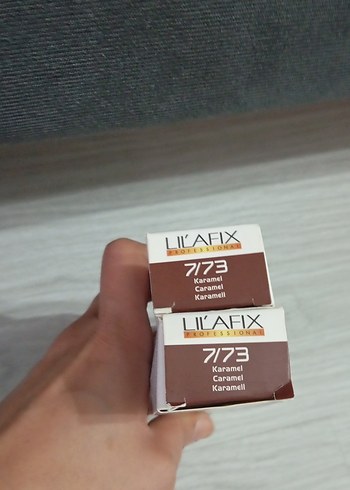 LIL'AFIX
PROFESSIONAL
7/73
Karamel
Caramel
Karamell
LIL'AFIX
PROFESSIONAL
7/73
Karamel
Caramel
Karamell